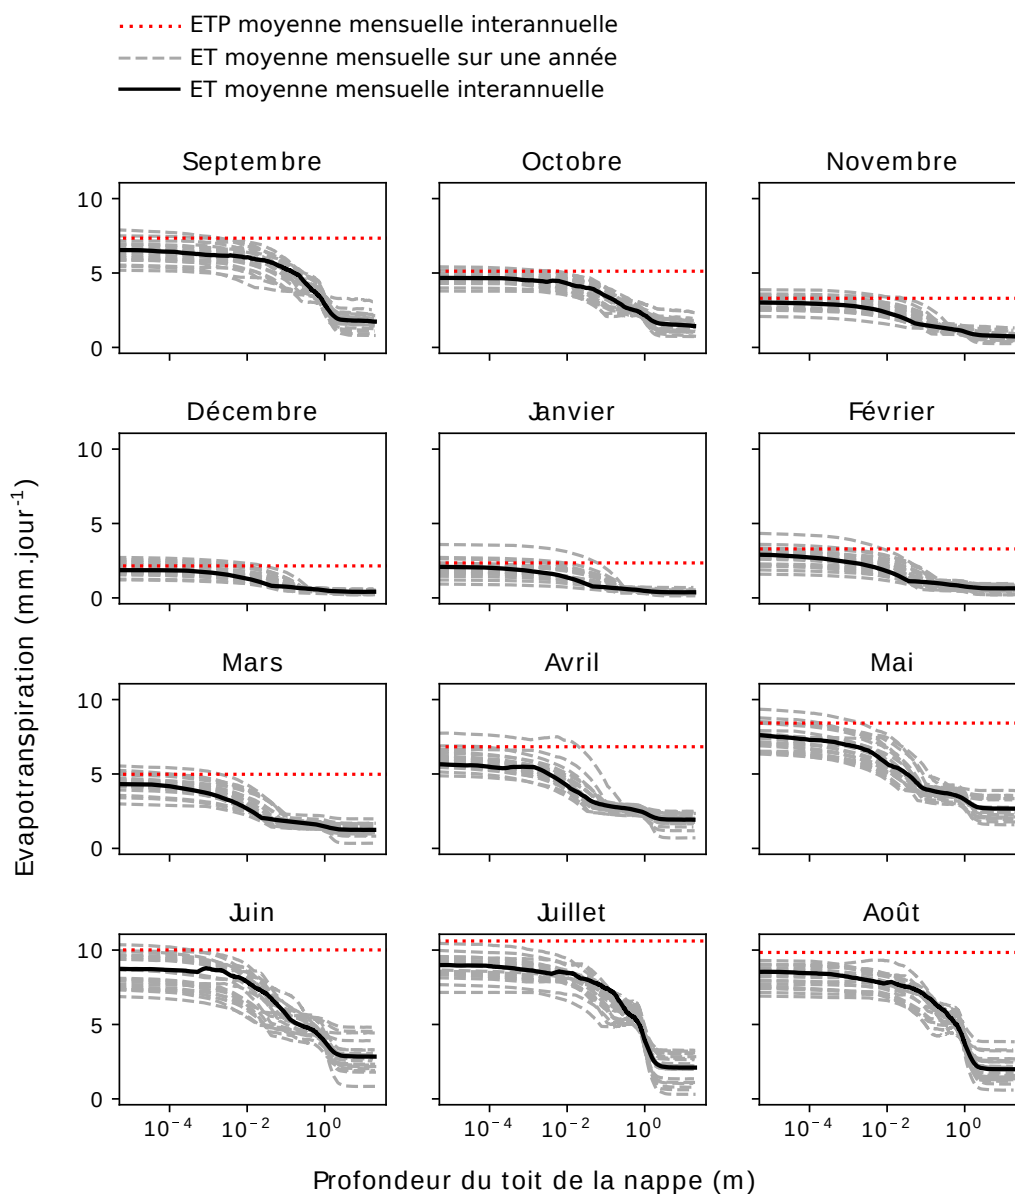 ETP moyenne mensuelle interannuelle
ET moyenne mensuelle sur une année
ET moyenne mensuelle interannuelle
Septembre
Octobre
Novembre
10
5
0
Décembre
Janvier
Février
10
5
0
Mars
Avril
Mai
10
5
0
Juin
Juillet
Août
10
5
0
10⁻⁴ 10⁻² 10⁰
10⁻⁴ 10⁻² 10⁰
10⁻⁴ 10⁻² 10⁰
Evapotranspiration (mm.jour⁻¹)
Profondeur du toit de la nappe (m)